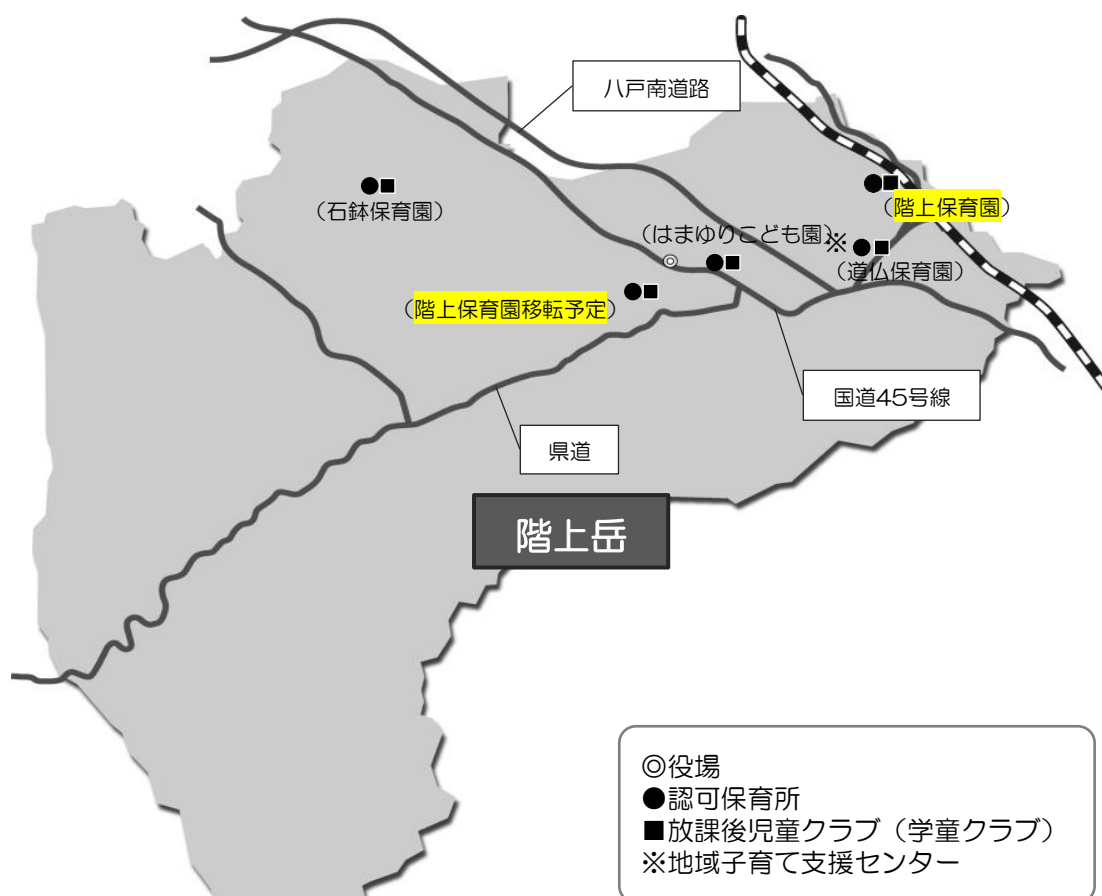 八戸南道路
●■
(石鉢保育園)
●■
(階上保育園)
(はまゆりこども園)
※●■
(道仏保育園)
◎ ●■
●■
(階上保育園移転予定)
国道45号線
県道
階上岳
◎役場
●認可保育所
■放課後児童クラブ(学童クラブ)
※地域子育て支援センター